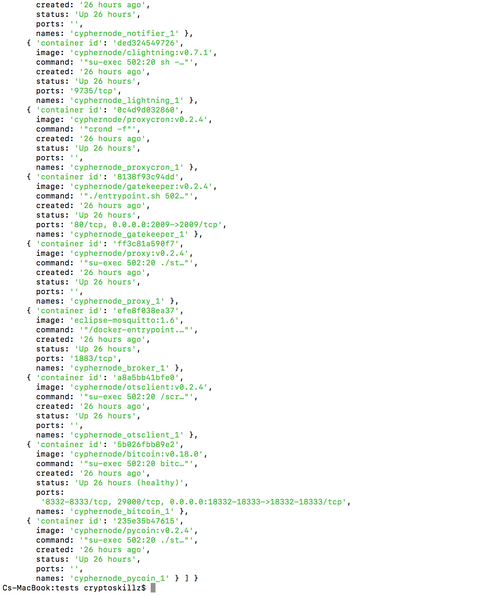 created: '26 hours ago',
status: 'Up 26 hours',
ports: '',
names: 'cyphernode_notifier_1' },
{ 'container id': 'ded324549726',
image: 'cyphernode/clightning:v0.7.1',
command: '"su-exec 502:20 sh -…"',
created: '26 hours ago',
status: 'Up 26 hours',
ports: '9735/tcp',
names: 'cyphernode_lightning_1' },
{ 'container id': '0c4d9d032860',
image: 'cyphernode/proxycron:v0.2.4',
command: '"crond -f"',
created: '26 hours ago',
status: 'Up 26 hours',
ports: '',
names: 'cyphernode_proxycron_1' },
{ 'container id': '8138f93c94dd',
image: 'cyphernode/gatekeeper:v0.2.4',
command: '"./entrypoint.sh 502…"',
created: '26 hours ago',
status: 'Up 26 hours',
ports: '80/tcp, 0.0.0.0:2009->2009/tcp',
names: 'cyphernode_gatekeeper_1' },
{ 'container id': 'ff3c81a590f7',
image: 'cyphernode/proxy:v0.2.4',
command: '"su-exec 502:20 ./st…"',
created: '26 hours ago',
status: 'Up 26 hours',
ports: '',
names: 'cyphernode_proxy_1' },
{ 'container id': 'efe8f038ea37',
image: 'eclipse-mosquitto:1.6',
command: '"/docker-entrypoint.…"',
created: '26 hours ago',
status: 'Up 26 hours',
ports: '1883/tcp',
names: 'cyphernode_broker_1' },
{ 'container id': 'a8a5bb41bfe0',
image: 'cyphernode/otsclient:v0.2.4',
command: '"su-exec 502:20 /scr…"',
created: '26 hours ago',
status: 'Up 26 hours',
ports: '',
names: 'cyphernode_otsclient_1' },
{ 'container id': '5b026fbb89e2',
image: 'cyphernode/bitcoin:v0.18.0',
command: '"su-exec 502:20 bitc…"',
created: '26 hours ago',
status: 'Up 26 hours (healthy)',
ports:
'8332-8333/tcp, 29000/tcp, 0.0.0.0:18332-18333->18332-18333/tcp',
names: 'cyphernode_bitcoin_1' },
{ 'container id': '235e35b47615',
image: 'cyphernode/pycoin:v0.2.4',
command: '"su-exec 502:20 ./st…"',
created: '26 hours ago',
status: 'Up 26 hours',
ports: '',
names: 'cyphernode_pycoin_1' } ] }
Cs-MacBook:tests cryptoskillz$